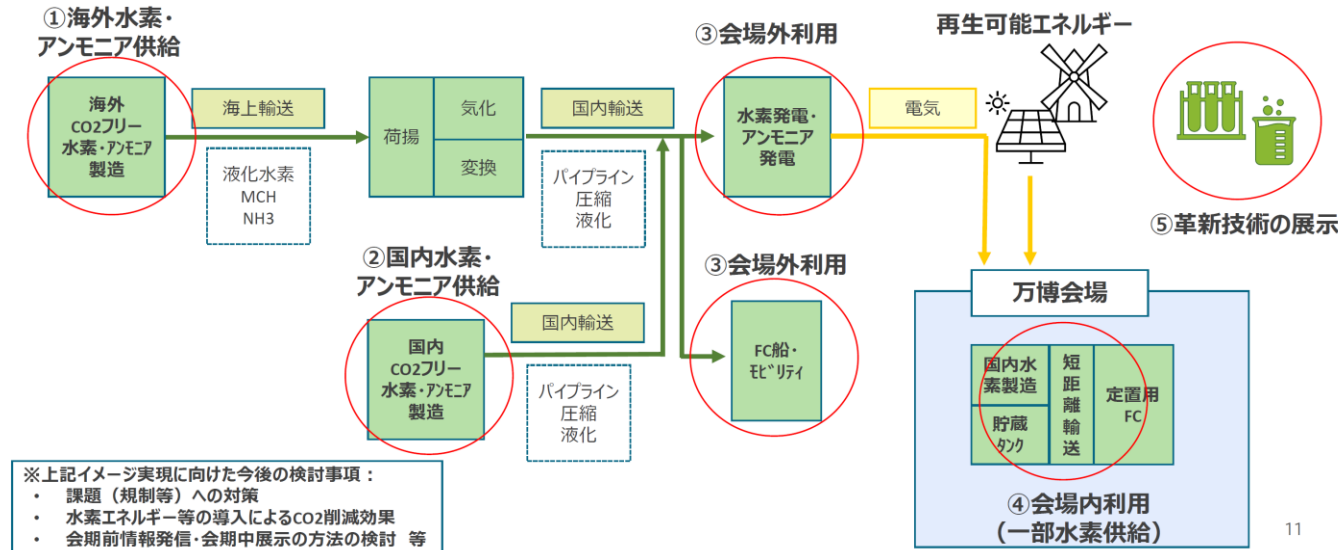 ①海外水素・
アンモニア供給
海外
CO2フリー
水素・アンモニア
製造
海上輸送
液化水素
MCH
NH3
荷揚
気化
変換
国内輸送
パイプライン
圧縮
液化
③会場外利用
水素発電・
アンモニア
発電
電気
再生可能エネルギー
⑤革新技術の展示
②国内水素・
アンモニア供給
国内
CO2フリー
水素・アンモニア
製造
国内輸送
パイプライン
圧縮
液化
③会場外利用
FC船・
モビリティ
万博会場
国内水
素製造
貯蔵
タンク
短
距
離
輸
送
定置用
FC
④会場内利用
(一部水素供給)
※上記イメージ実現に向けた今後の検討事項:
・ 課題(規制等)への対策
・ 水素エネルギー等の導入によるCO2削減効果
・ 会期前情報発信・会期中展示の方法の検討 等
11